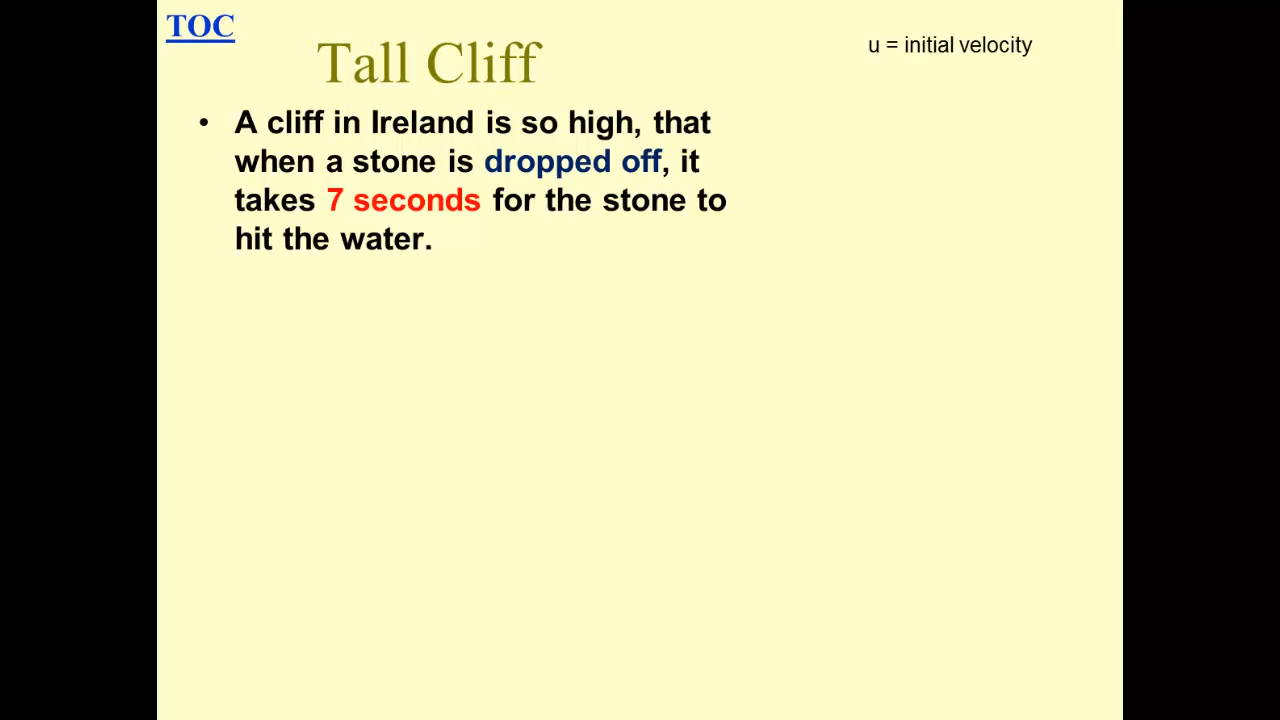 TOC
Tall Cliff
u = initial velocity
• A cliff in Ireland is so high, that
when a stone is dropped off, it
takes 7 seconds for the stone to
hit the water.